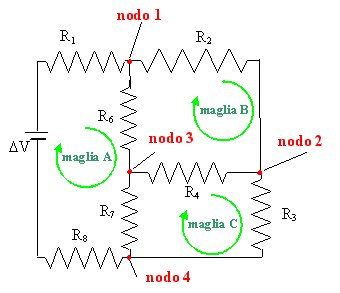 nodo 1
R1
R2
R6
maglia B
ΔV
nodo 3
nodo 2
maglia A
R4
R7
maglia C
R3
R8
nodo 4